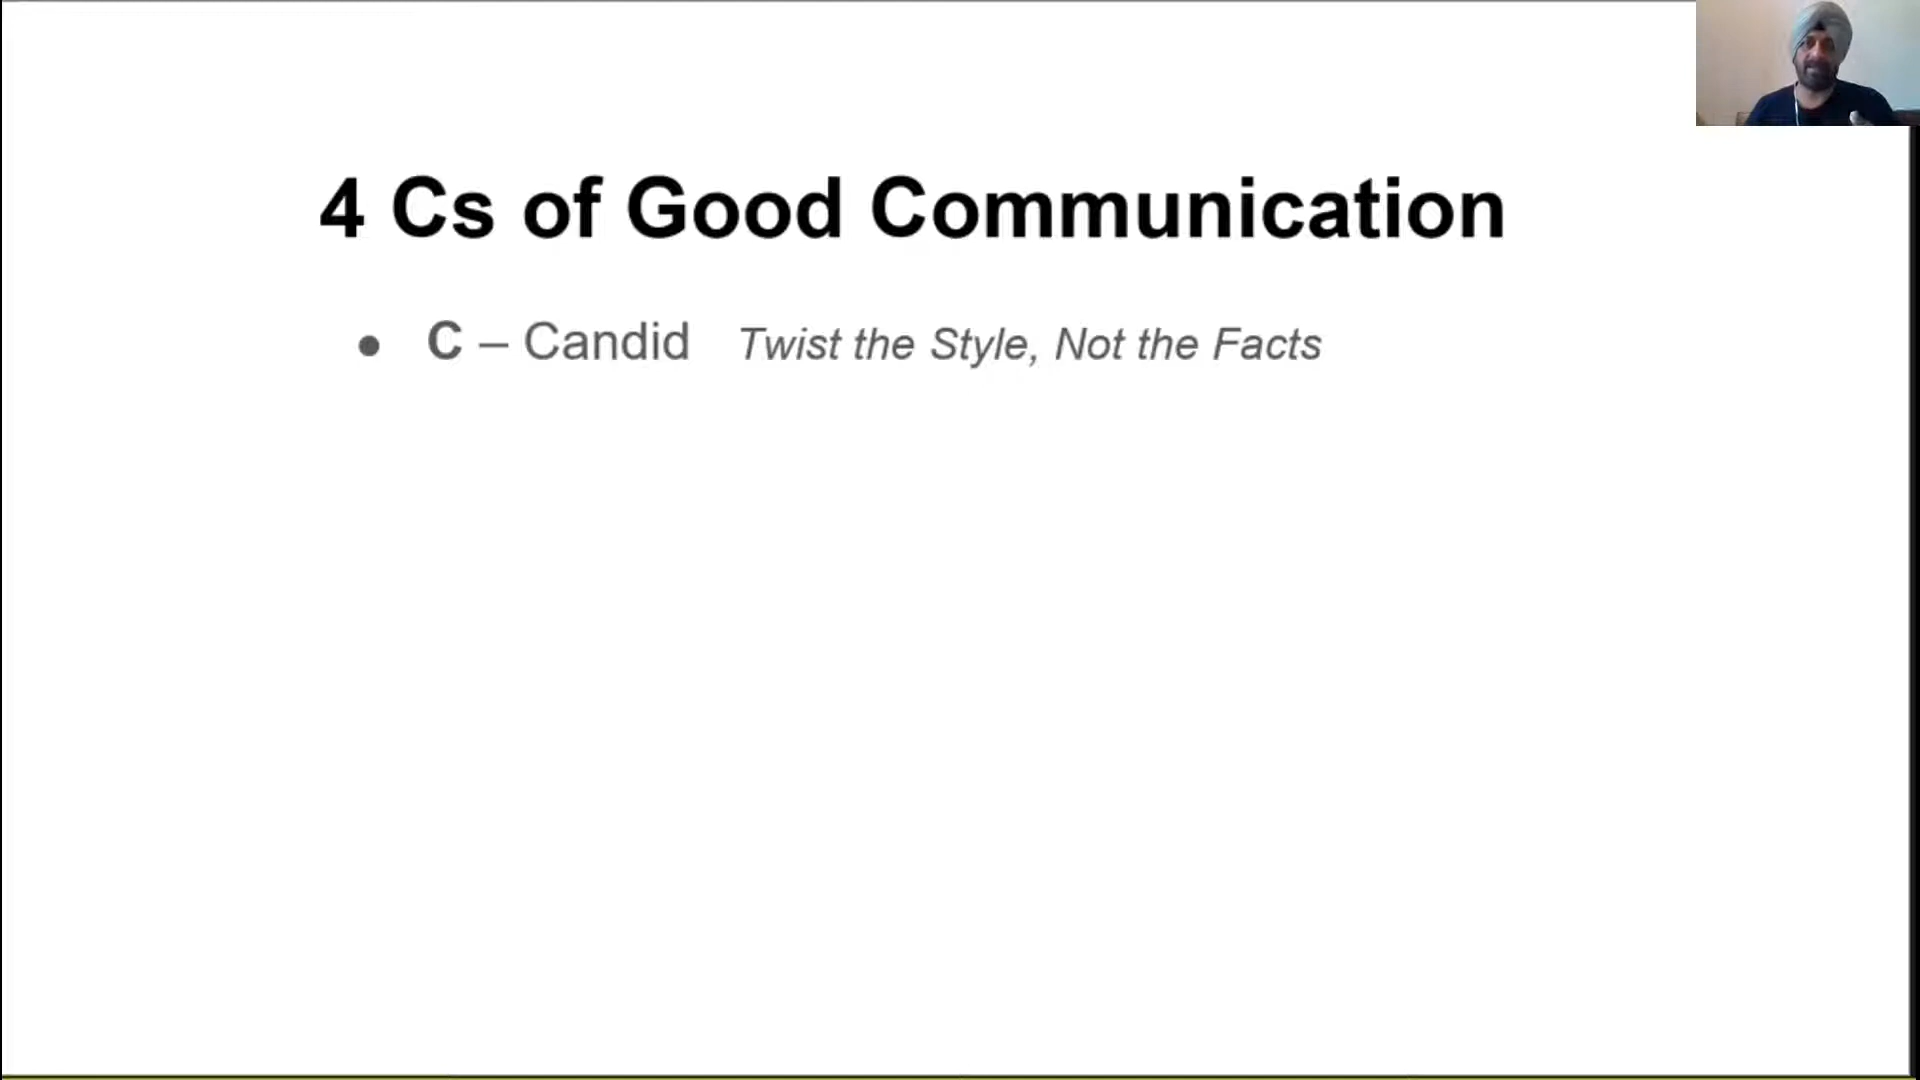 4 Cs of Good Communication
● C – Candid Twist the Style, Not the Facts